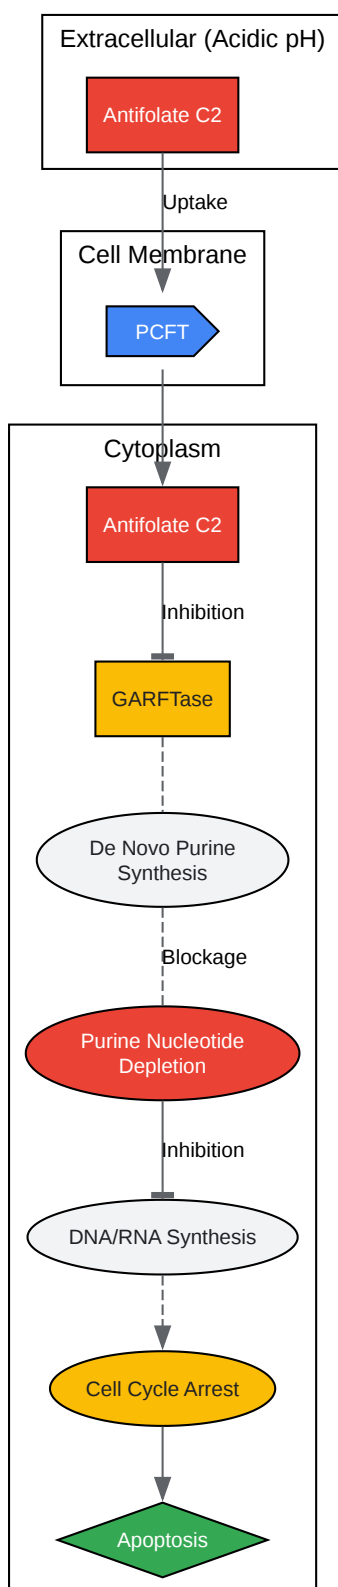 Extracellular (Acidic pH)
Antifolate C2
Uptake
Cell Membrane
PCFT
Cytoplasm
Antifolate C2
Inhibition
GARFTase
De Novo Purine
Synthesis
Blockage
Purine Nucleotide
Depletion
Inhibition
DNA/RNA Synthesis
Cell Cycle Arrest
Apoptosis